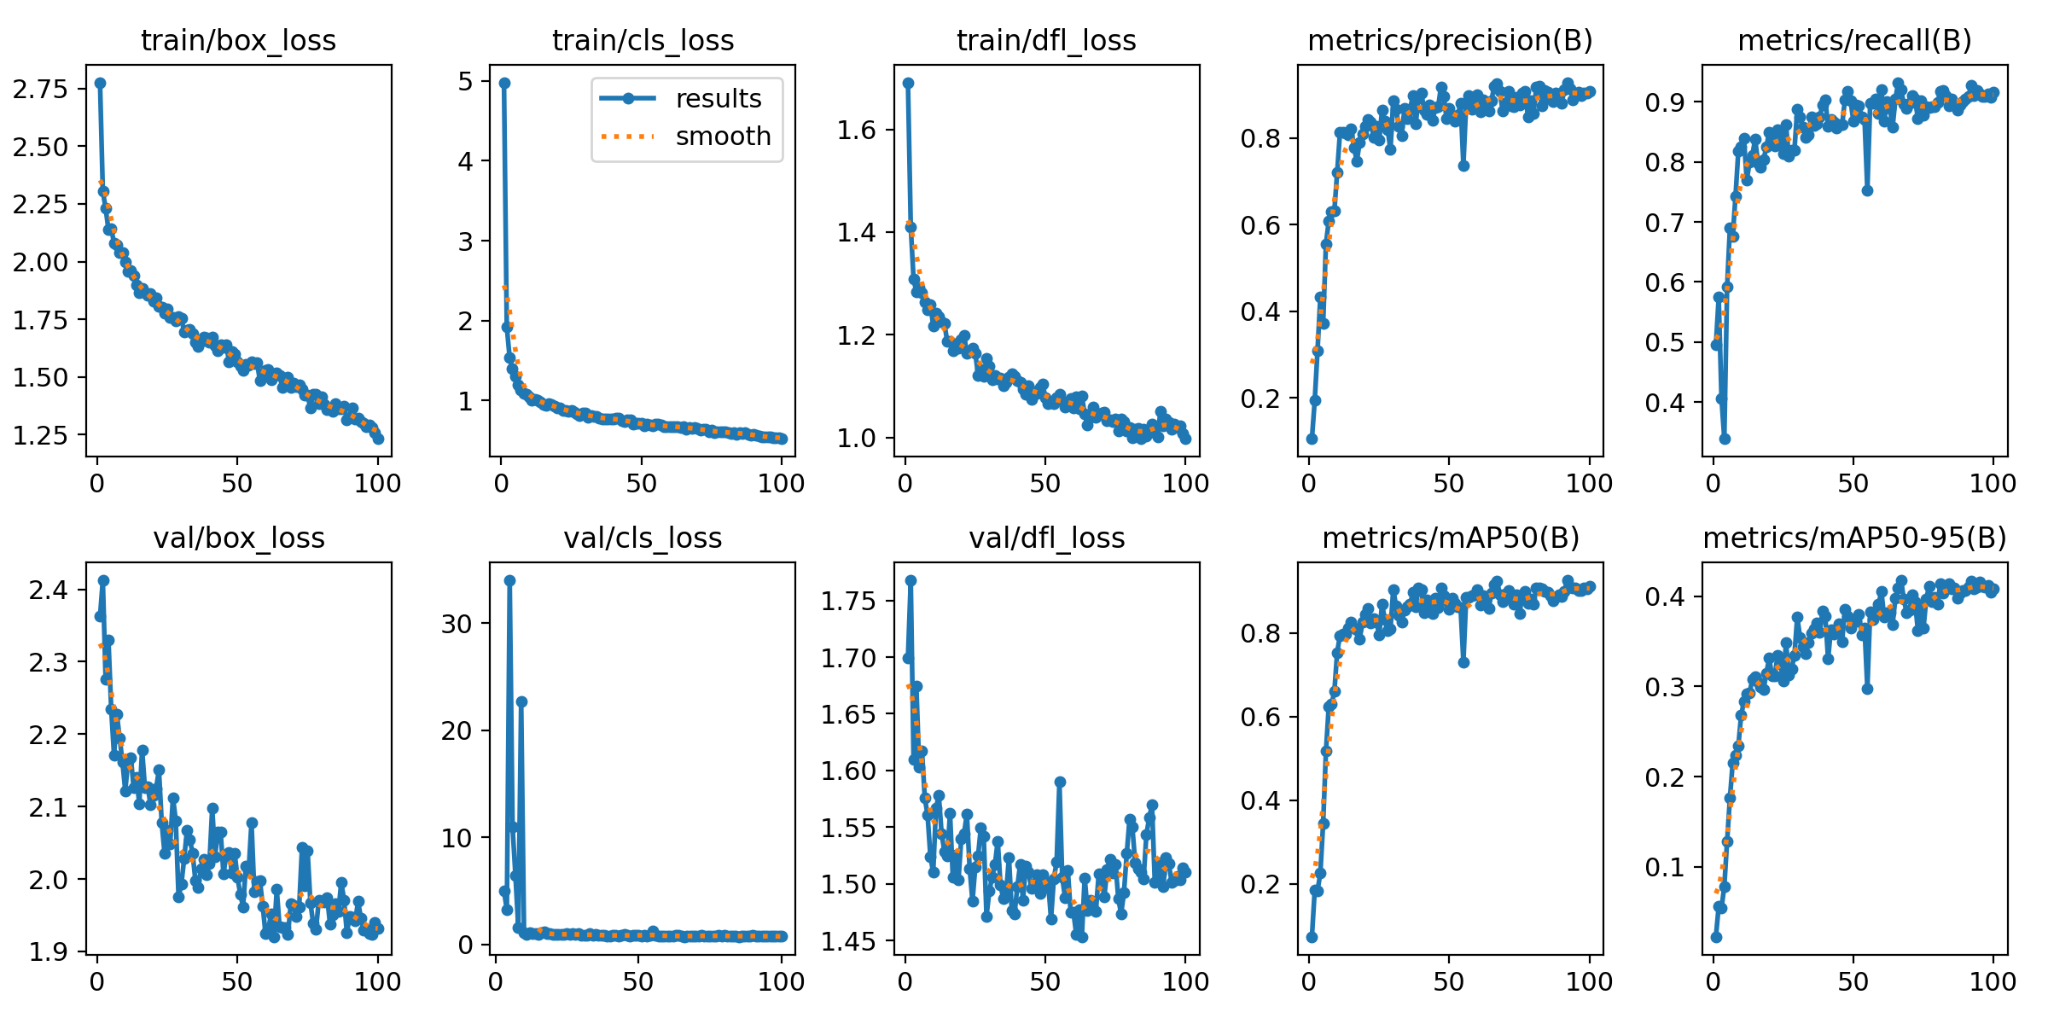 train/box_loss
2.75
2.50
2.25
2.00
1.75
1.50
1.25
0 50 100
train/cls_loss
results
smooth
5
4
3
2
1
0 50 100
train/dfl_loss
1.6
1.4
1.2
1.0
0 50 100
metrics/precision(B)
0.8
0.6
0.4
0.2
0 50 100
metrics/recall(B)
0.9
0.8
0.7
0.6
0.5
0.4
0 50 100
val/box_loss
2.4
2.3
2.2
2.1
2.0
1.9
0 50 100
val/cls_loss
30
20
10
0
0 50 100
val/dfl_loss
1.75
1.70
1.65
1.60
1.55
1.50
1.45
0 50 100
metrics/mAP50(B)
0.8
0.6
0.4
0.2
0 50 100
metrics/mAP50-95(B)
0.4
0.3
0.2
0.1
0 50 100